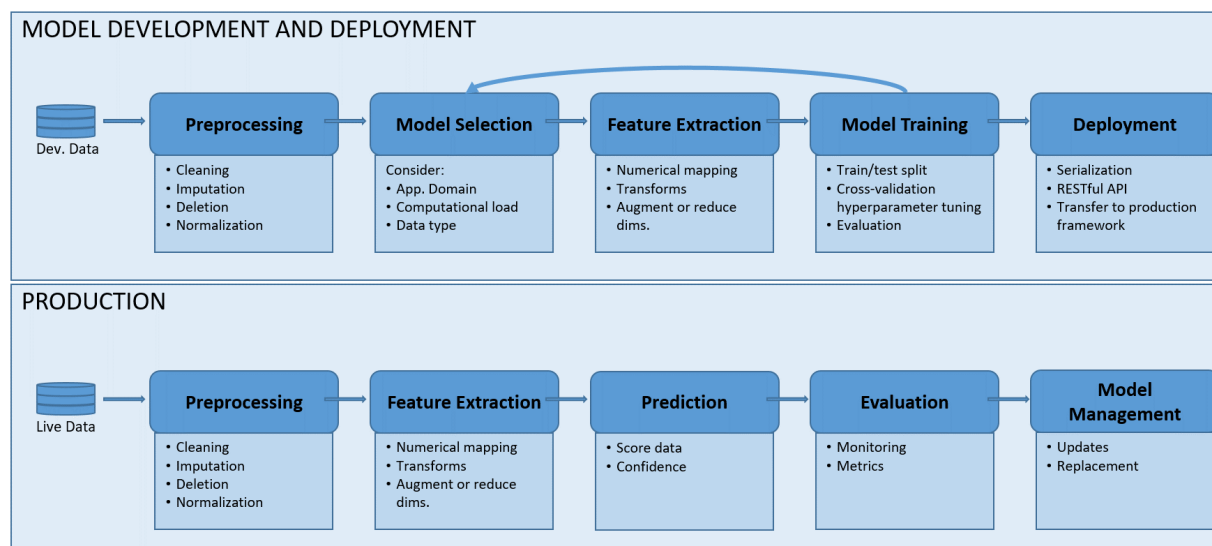 MODEL DEVELOPMENT AND DEPLOYMENT
Dev. Data
Preprocessing
• Cleaning
• Imputation
• Deletion
• Normalization
Model Selection
Consider:
• App. Domain
• Computational load
• Data type
Feature Extraction
• Numerical mapping
• Transforms
• Augment or reduce
dims.
Model Training
• Train/test split
• Cross-validation
hyperparameter tuning
• Evaluation
Deployment
• Serialization
• RESTful API
• Transfer to production
framework
PRODUCTION
Live Data
Preprocessing
• Cleaning
• Imputation
• Deletion
• Normalization
Feature Extraction
• Numerical mapping
• Transforms
• Augment or reduce
dims.
Prediction
• Score data
• Confidence
Evaluation
• Monitoring
• Metrics
Model
Management
• Updates
• Replacement